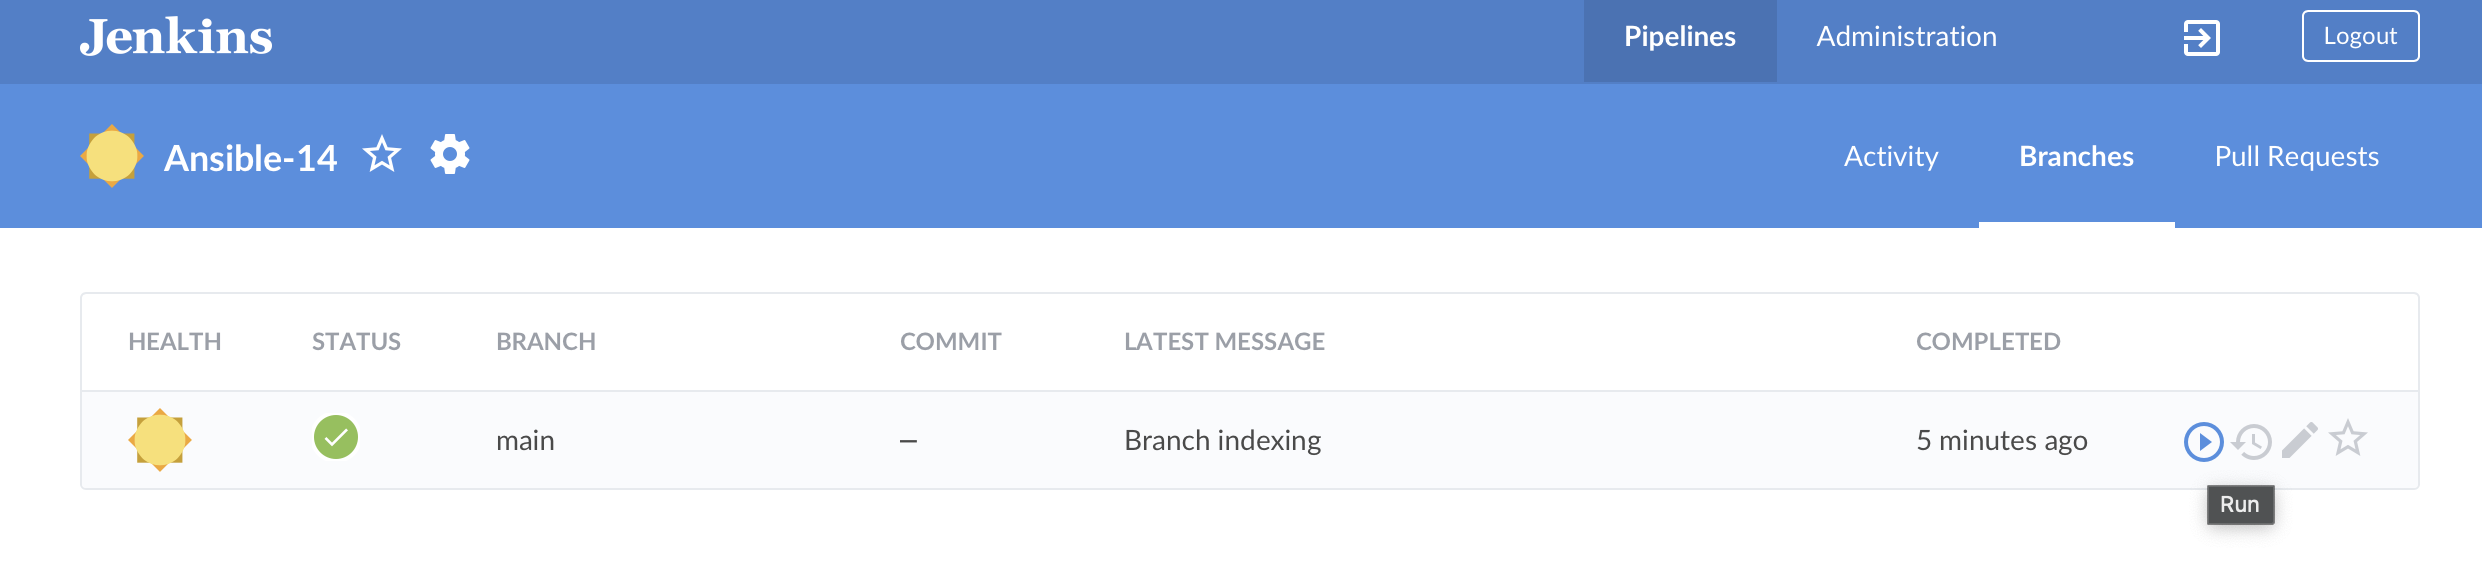 Jenkins
Pipelines
Administration
Logout
Ansible-14
Activity
Branches
Pull Requests
HEALTH STATUS BRANCH COMMIT LATEST MESSAGE COMPLETED
main – Branch indexing 5 minutes ago
Run